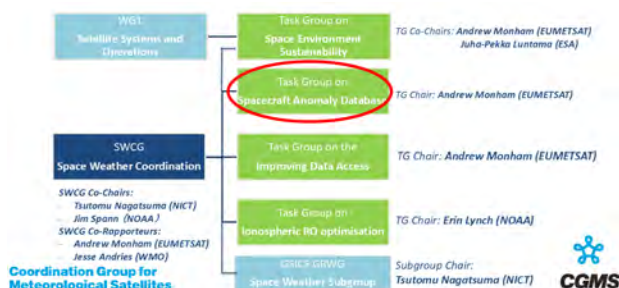 WG1
Satellite Systems and
Operations
Task Group on
Space Environment
Sustainability
TG Co-Chairs: Andrew Monham (EUMETSAT)
Juha-Pekka Luntama (ESA)
Task Group on
Spacecraft Anomaly Database
TG Chair: Andrew Monham (EUMETSAT)
SWCG
Space Weather Coordination
Task Group on the
Improving Data Access
TG Chair: Andrew Monham (EUMETSAT)
SWCG Co-Chairs:
- Tsutomu Nagatsuma (NICT)
- Jim Spann (NOAA)
SWCG Co-Rapporteurs:
- Andrew Monham (EUMETSAT)
- Jesse Andries (WMO)
Task Group on
Ionospheric RO optimisation
TG Chair: Erin Lynch (NOAA)
GSICS GRWG
Space Weather Subgroup
Subgroup Chair:
Tsutomu Nagatsuma (NICT)
Coordination Group for
Meteorological Satellites
CGMS